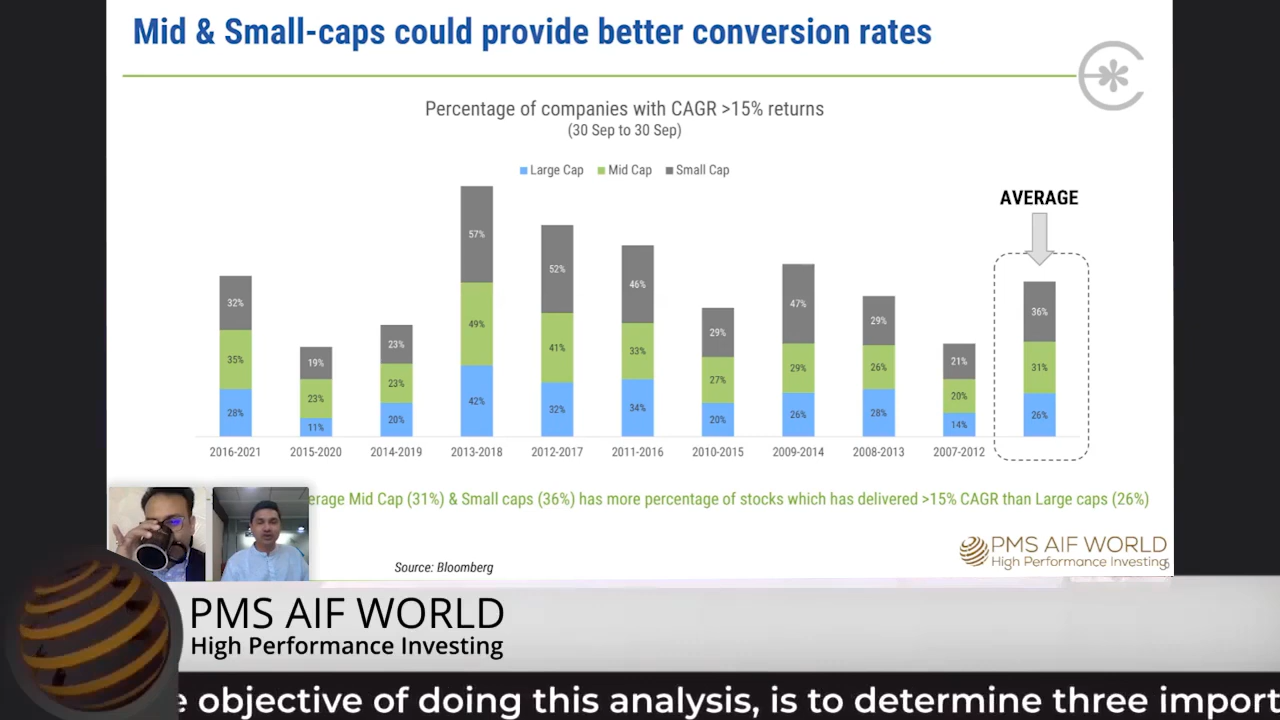 Mid & Small-caps could provide better conversion rates
Percentage of companies with CAGR >15% returns
(30 Sep to 30 Sep)
Large Cap Mid Cap Small Cap
AVERAGE
32% 19% 23% 57% 52% 46% 29% 47% 29% 21% 36%
35% 23% 23% 49% 41% 33% 27% 29% 26% 20% 31%
28% 11% 20% 42% 32% 34% 20% 26% 28% 14% 26%
2016-2021 2015-2020 2014-2019 2013-2018 2012-2017 2011-2016 2010-2015 2009-2014 2008-2013 2007-2012
erage Mid Cap (31%) & Small caps (36%) has more percentage of stocks which has delivered >15% CAGR than Large caps (26%)
PMS AIF WORLD
High Performance Investing
Source: Bloomberg
PMS AIF WORLD
High Performance Investing
e objective of doing this analysis, is to determine three import